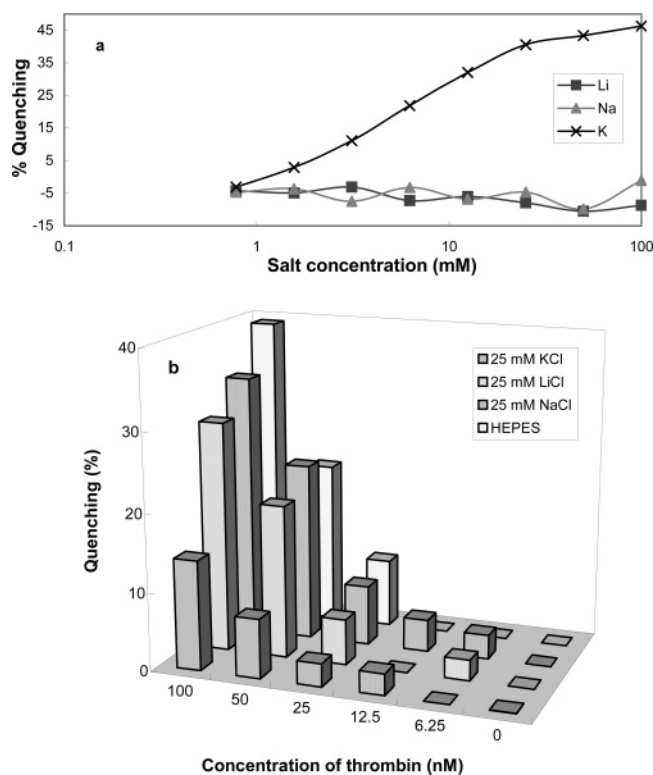 a
45
35
25
15
5
-5
-15
% Quenching
Li
Na
K
0.1
1
10
100
Salt concentration (mM)
b
40
30
20
10
0
Quenching (%)
25 mM KCl
25 mM LiCl
25 mM NaCl
HEPES
100
50
25
12.5
6.25
0
Concentration of thrombin (nM)